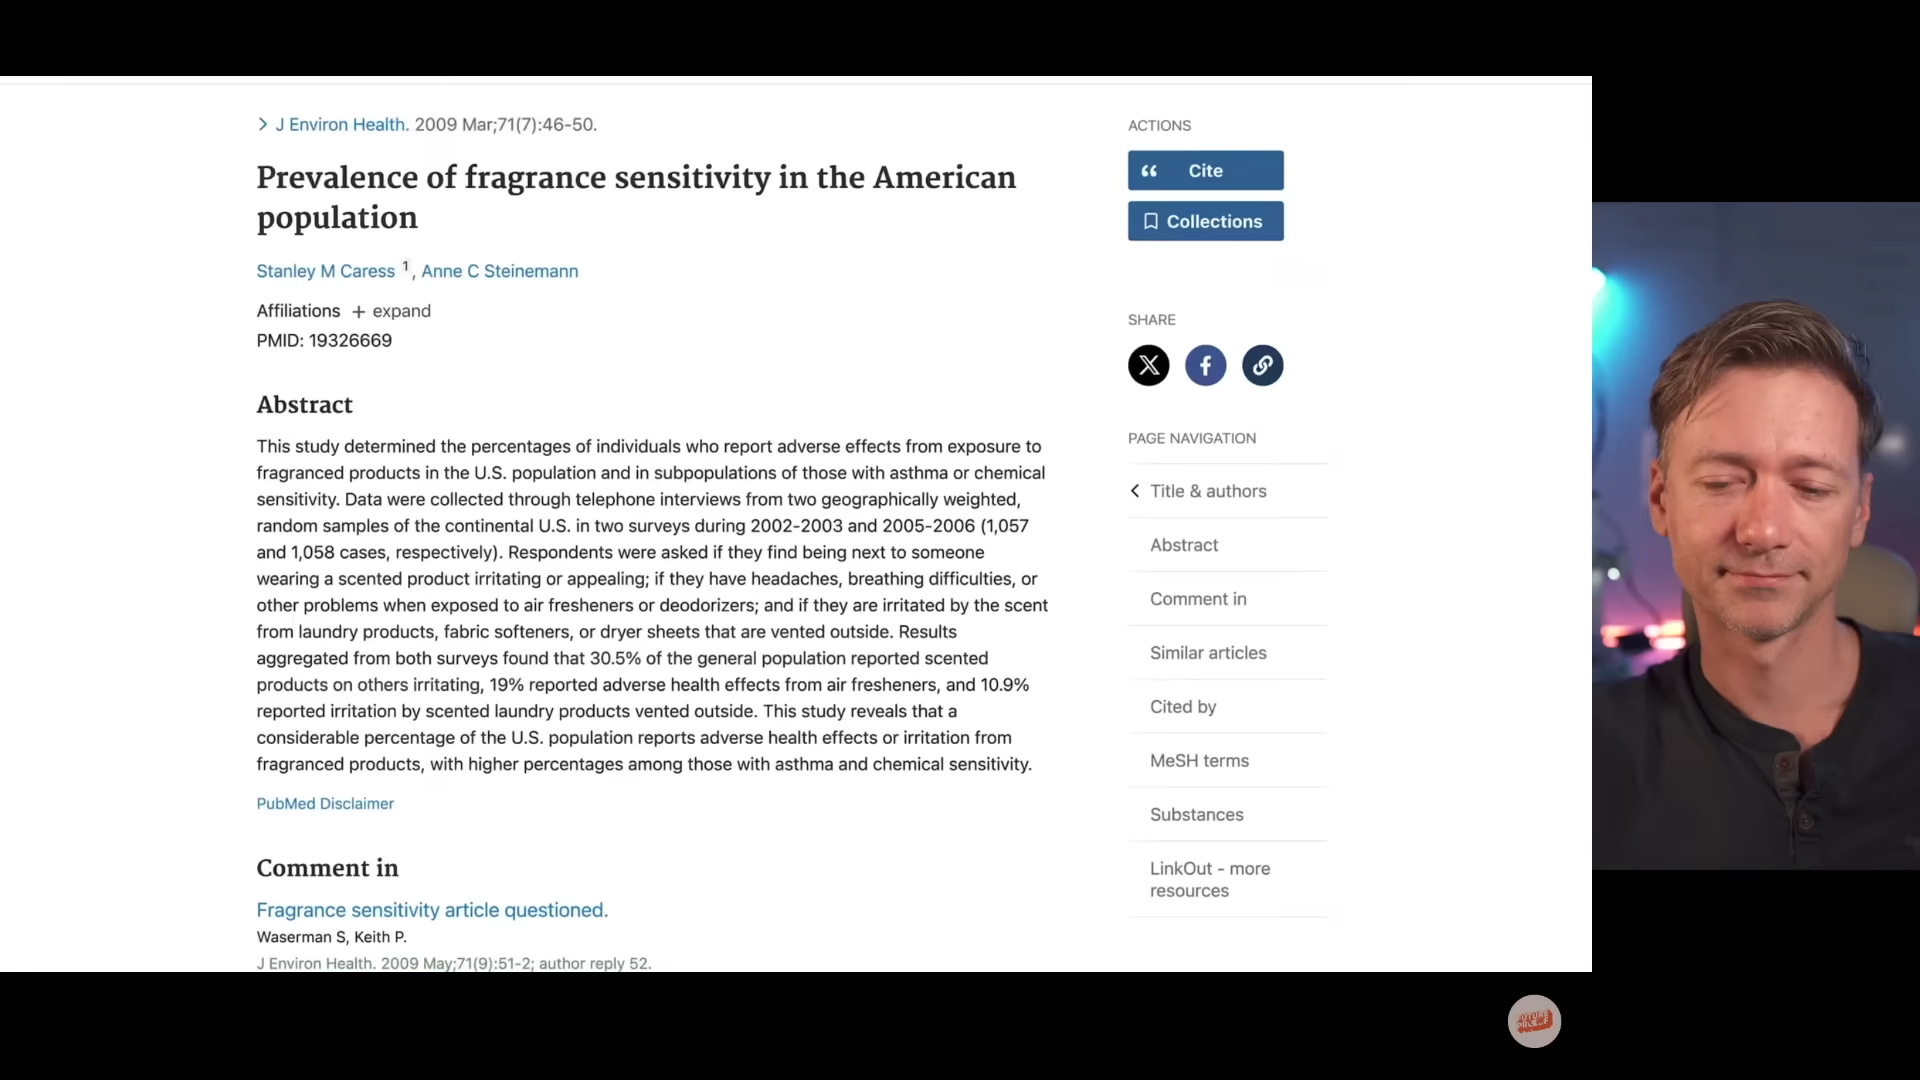 J Environ Health. 2009 Mar;71(7):46-50.
Prevalence of fragrance sensitivity in the American
population
Stanley M Caress 1, Anne C Steinemann
Affiliations + expand
PMID: 19326669
Abstract
This study determined the percentages of individuals who report adverse effects from exposure to
fragranced products in the U.S. population and in subpopulations of those with asthma or chemical
sensitivity. Data were collected through telephone interviews from two geographically weighted,
random samples of the continental U.S. in two surveys during 2002-2003 and 2005-2006 (1,057
and 1,058 cases, respectively). Respondents were asked if they find being next to someone
wearing a scented product irritating or appealing; if they have headaches, breathing difficulties, or
other problems when exposed to air fresheners or deodorizers; and if they are irritated by the scent
from laundry products, fabric softeners, or dryer sheets that are vented outside. Results
aggregated from both surveys found that 30.5% of the general population reported scented
products on others irritating, 19% reported adverse health effects from air fresheners, and 10.9%
reported irritation by scented laundry products vented outside. This study reveals that a
considerable percentage of the U.S. population reports adverse health effects or irritation from
fragranced products, with higher percentages among those with asthma and chemical sensitivity.
PubMed Disclaimer
Comment in
Fragrance sensitivity article questioned.
Waserman S, Keith P.
J Environ Health. 2009 May;71(9):51-2; author reply 52.
ACTIONS
Cite
Collections
SHARE
PAGE NAVIGATION
Title & authors
Abstract
Comment in
Similar articles
Cited by
MeSH terms
Substances
LinkOut - more
resources
FUTURE
PROOF